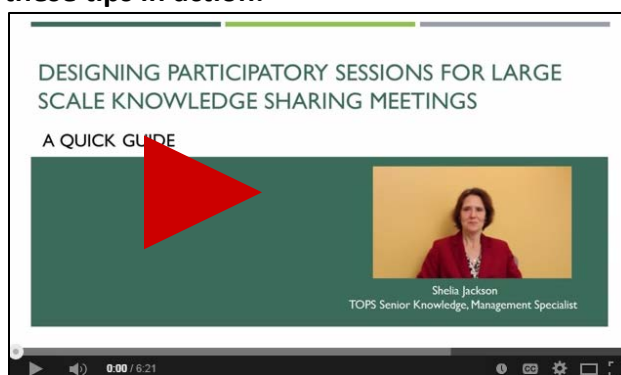 these tips in action.
DESIGNING PARTICIPATORY SESSIONS FOR LARGE
SCALE KNOWLEDGE SHARING MEETINGS
A QUICK GUIDE
Shelia Jackson
TOPS Senior Knowledge, Management Specialist
0:00 / 6:21
CC